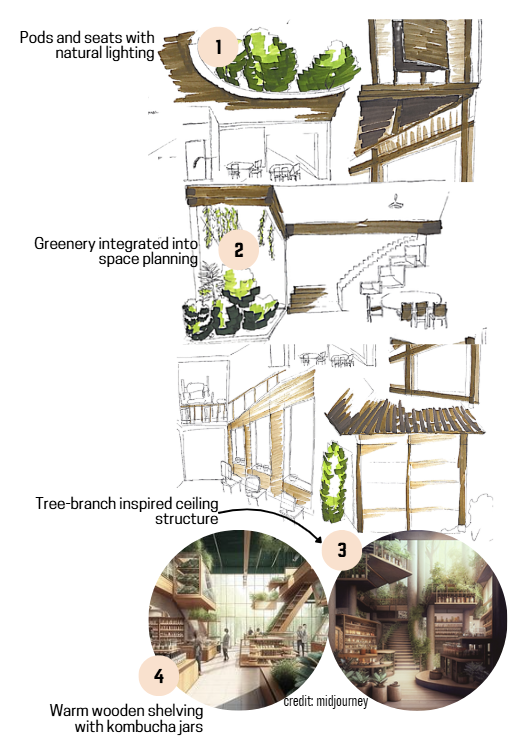 Pods and seats with
natural lighting
1
Greenery integrated into
space planning
2
Tree-branch inspired ceiling
structure
3
4
credit: midjourney
Warm wooden shelving
with kombucha jars